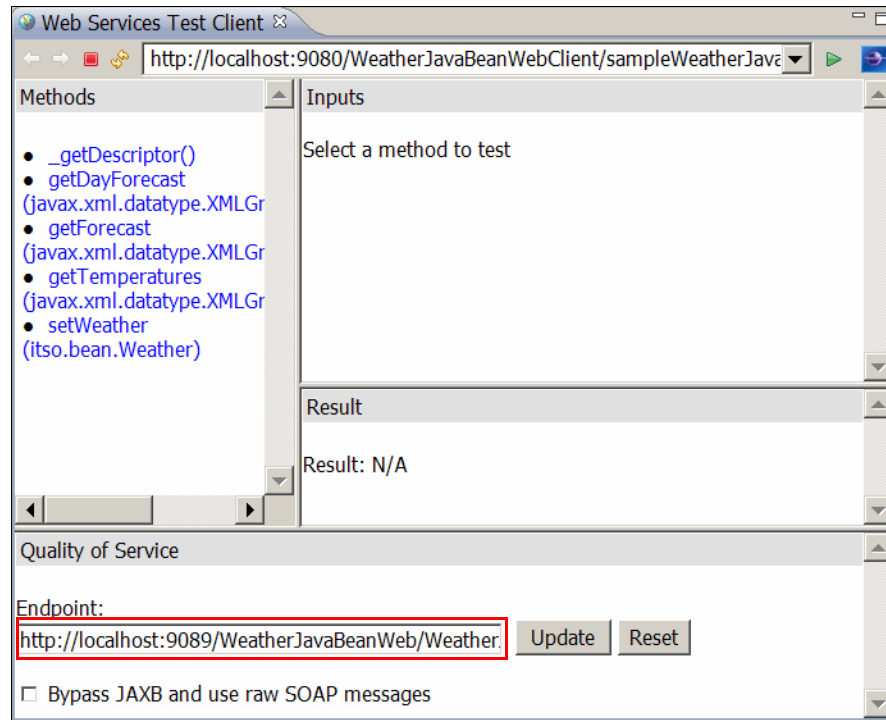 Web Services Test Client
http://localhost:9080/WeatherJavaBeanWebClient/sampleWeatherJava
Methods
_getDescriptor()
getDayForecast
(javax.xml.datatype.XMLGr
getForecast
(javax.xml.datatype.XMLGr
getTemperatures
(javax.xml.datatype.XMLGr
setWeather
(itso.bean.Weather)
Inputs
Select a method to test
Result
Result: N/A
Quality of Service
Endpoint:
http://localhost:9089/WeatherJavaBeanWeb/Weather
Update
Reset
Bypass JAXB and use raw SOAP messages